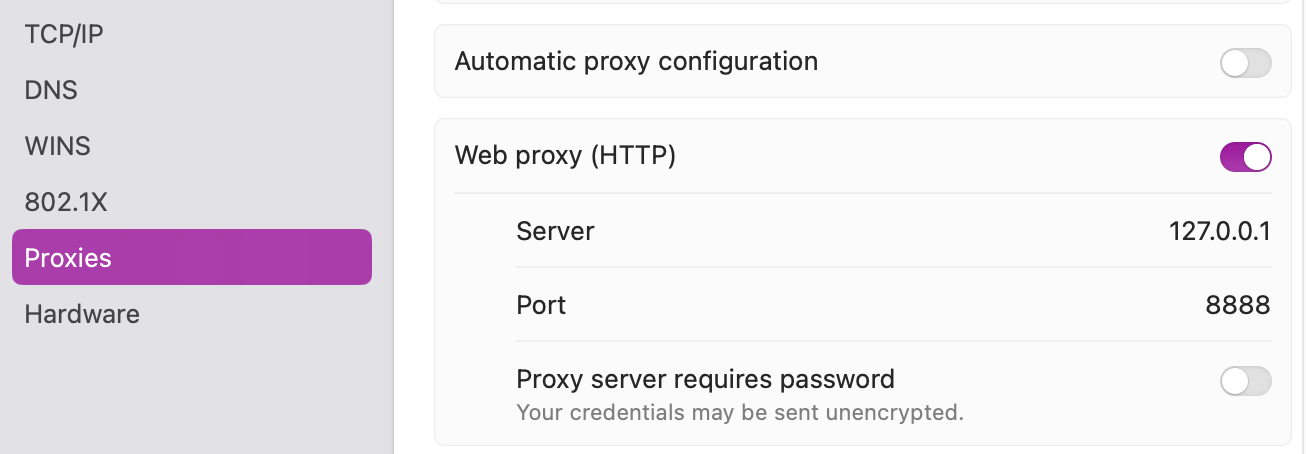 TCP/IP
DNS
WINS
802.1X
Proxies
Hardware
Automatic proxy configuration
Web proxy (HTTP)
Server 127.0.0.1
Port 8888
Proxy server requires password
Your credentials may be sent unencrypted.